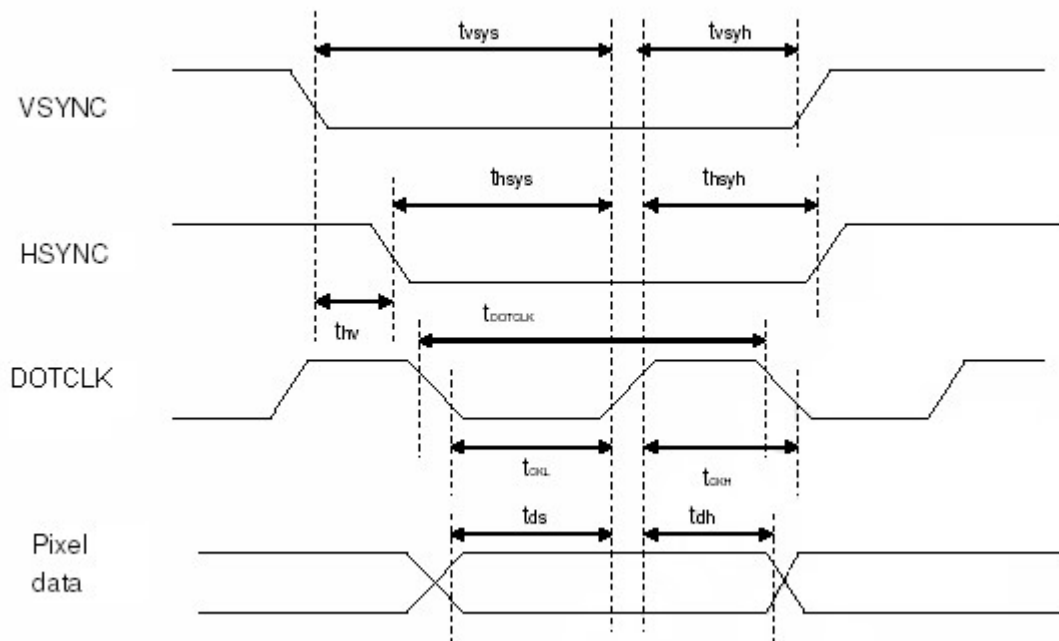 tvsys
tvsyh
VSYNC
thsys
thsyh
HSYNC
thv
tDOTCLK
DOTCLK
tCKL
tCKH
tds
tdh
Pixel
data